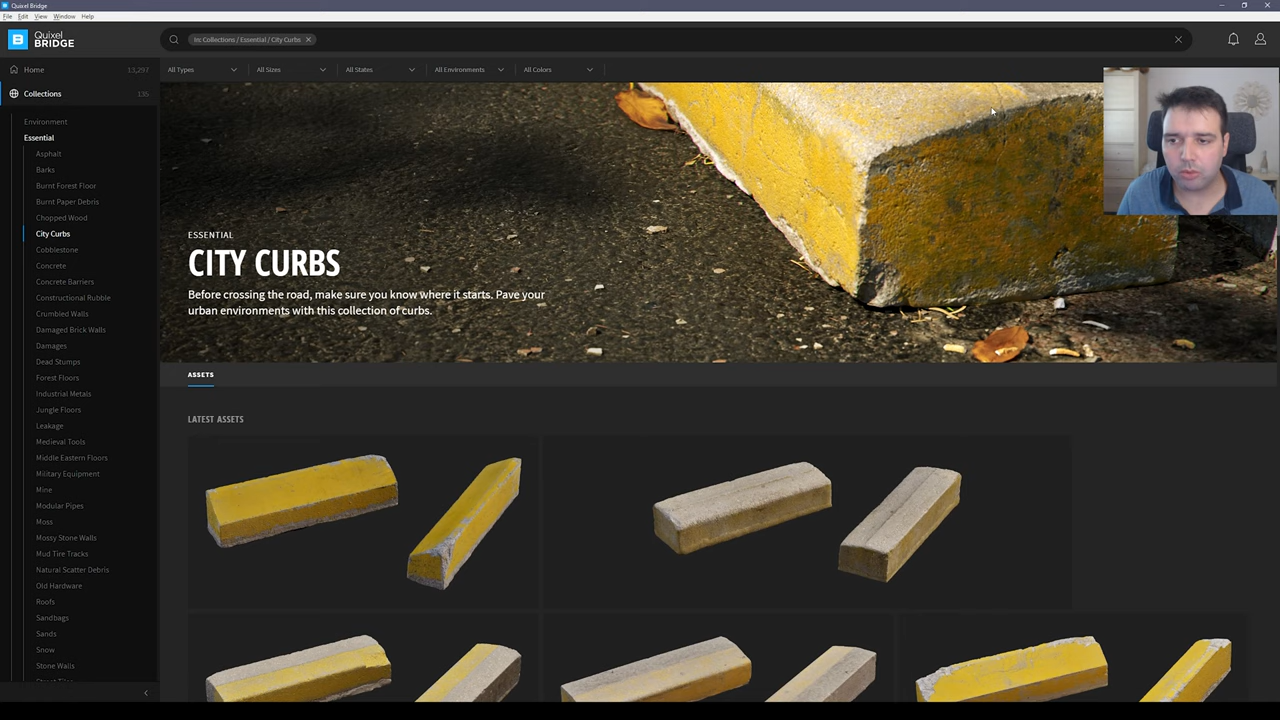 Quixel Bridge
File Edit View Window Help
Quixel
BRIDGE
In: Collections / Essential / City Curbs
Home 13,297
Collections 135
All Types
All Sizes
All States
All Environments
All Colors
Environment
Essential
Asphalt
Barks
Burnt Forest Floor
Burnt Paper Debris
Chopped Wood
City Curbs
Cobblestone
Concrete
Concrete Barriers
Constructional Rubble
Crumbled Walls
Damaged Brick Walls
Damages
Dead Stumps
Forest Floors
Industrial Metals
Jungle Floors
Leakage
Medieval Tools
Middle Eastern Floors
Military Equipment
Mine
Modular Pipes
Moss
Mossy Stone Walls
Mud Tire Tracks
Natural Scatter Debris
Old Hardware
Roofs
Sandbags
Sands
Snow
Stone Walls
ESSENTIAL
CITY CURBS
Before crossing the road, make sure you know where it starts. Pave your
urban environments with this collection of curbs.
ASSETS
LATEST ASSETS